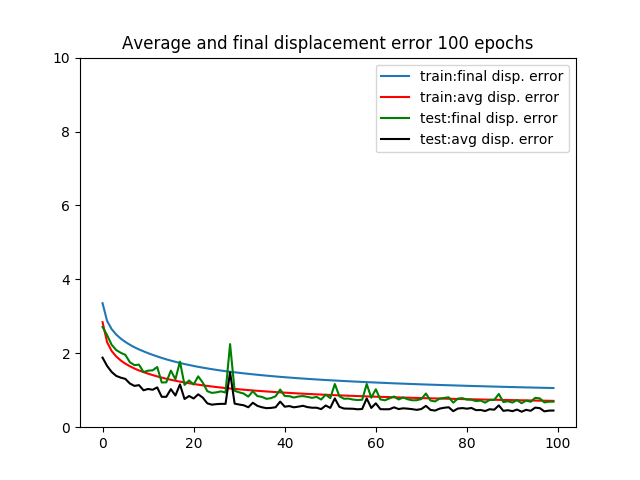 Average and final displacement error 100 epochs
10
8
6
4
2
0
train:final disp. error
train:avg disp. error
test:final disp. error
test:avg disp. error
0 20 40 60 80 100